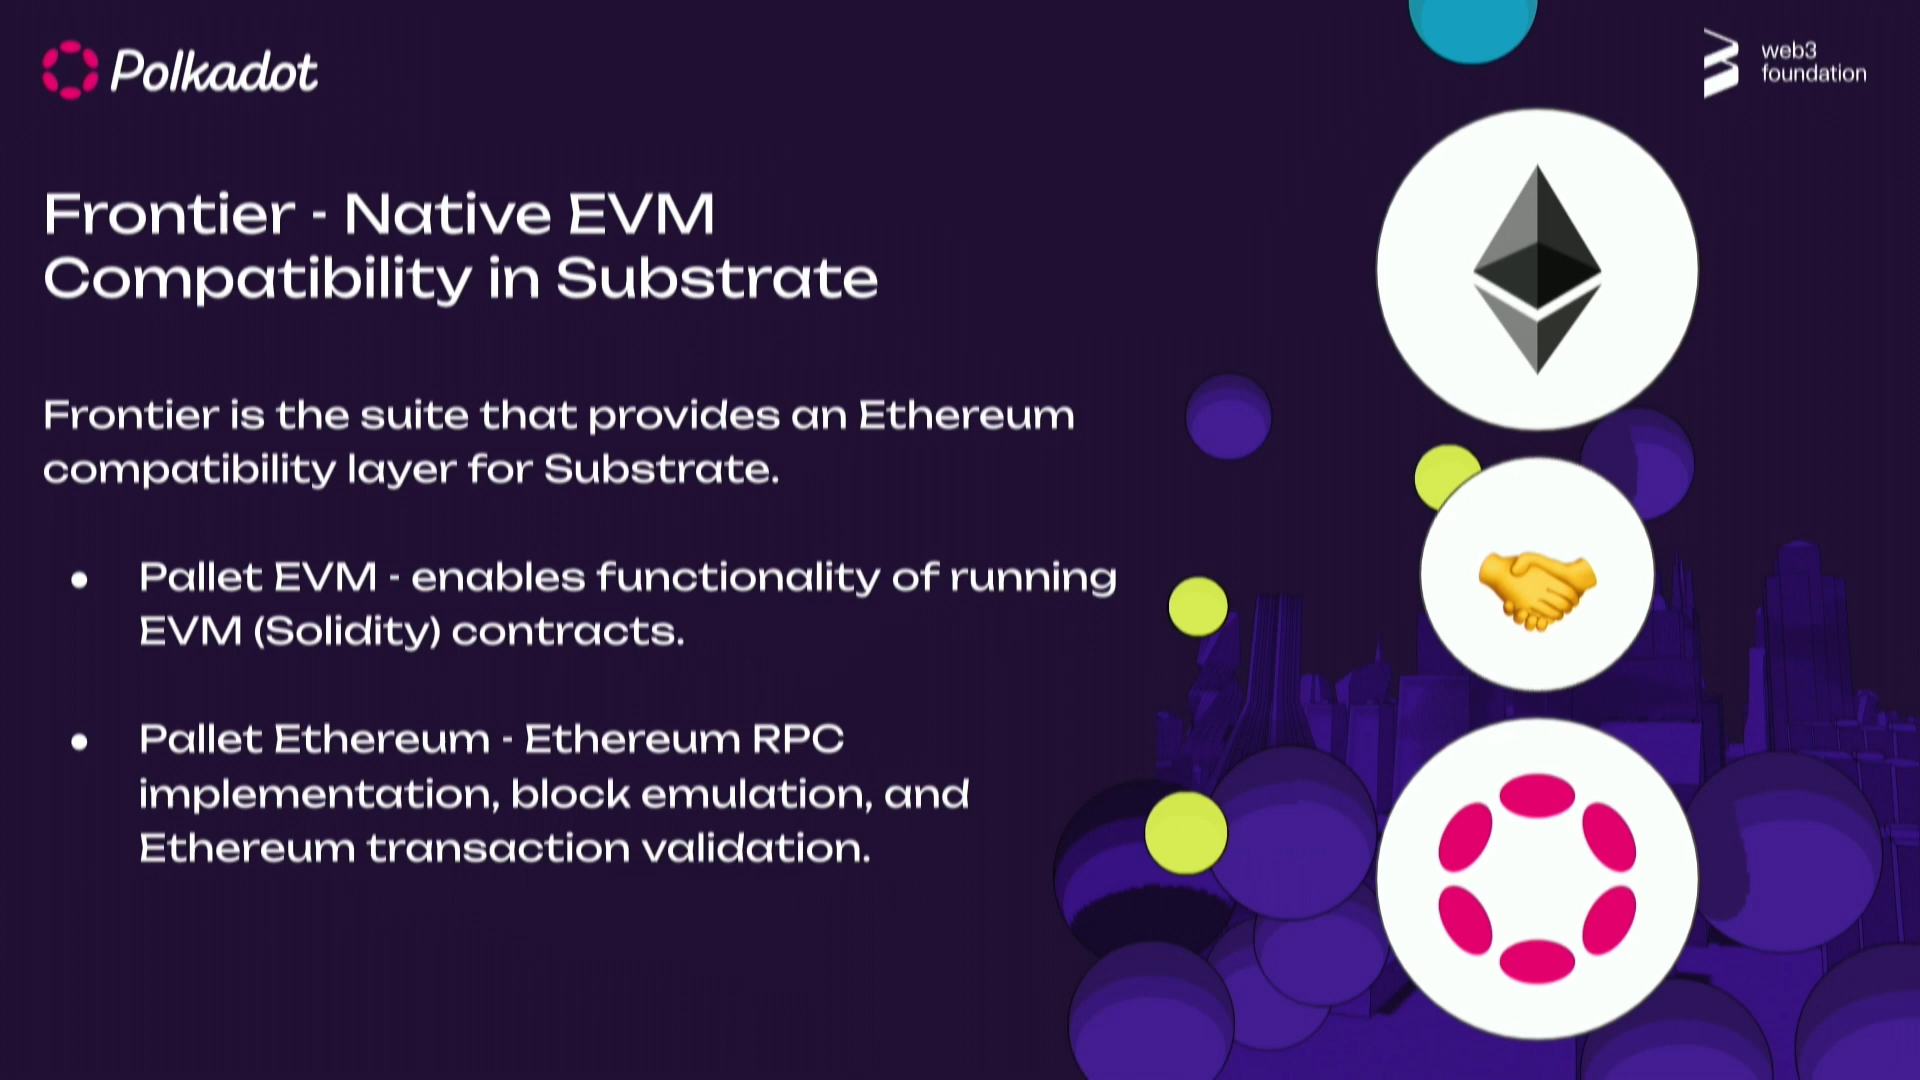 Polkadot
web3
foundation
Frontier - Native EVM
Compatibility in Substrate
Frontier is the suite that provides an Ethereum
compatibility layer for Substrate.
● Pallet EVM - enables functionality of running
EVM (Solidity) contracts.
● Pallet Ethereum - Ethereum RPC
implementation, block emulation, and
Ethereum transaction validation.